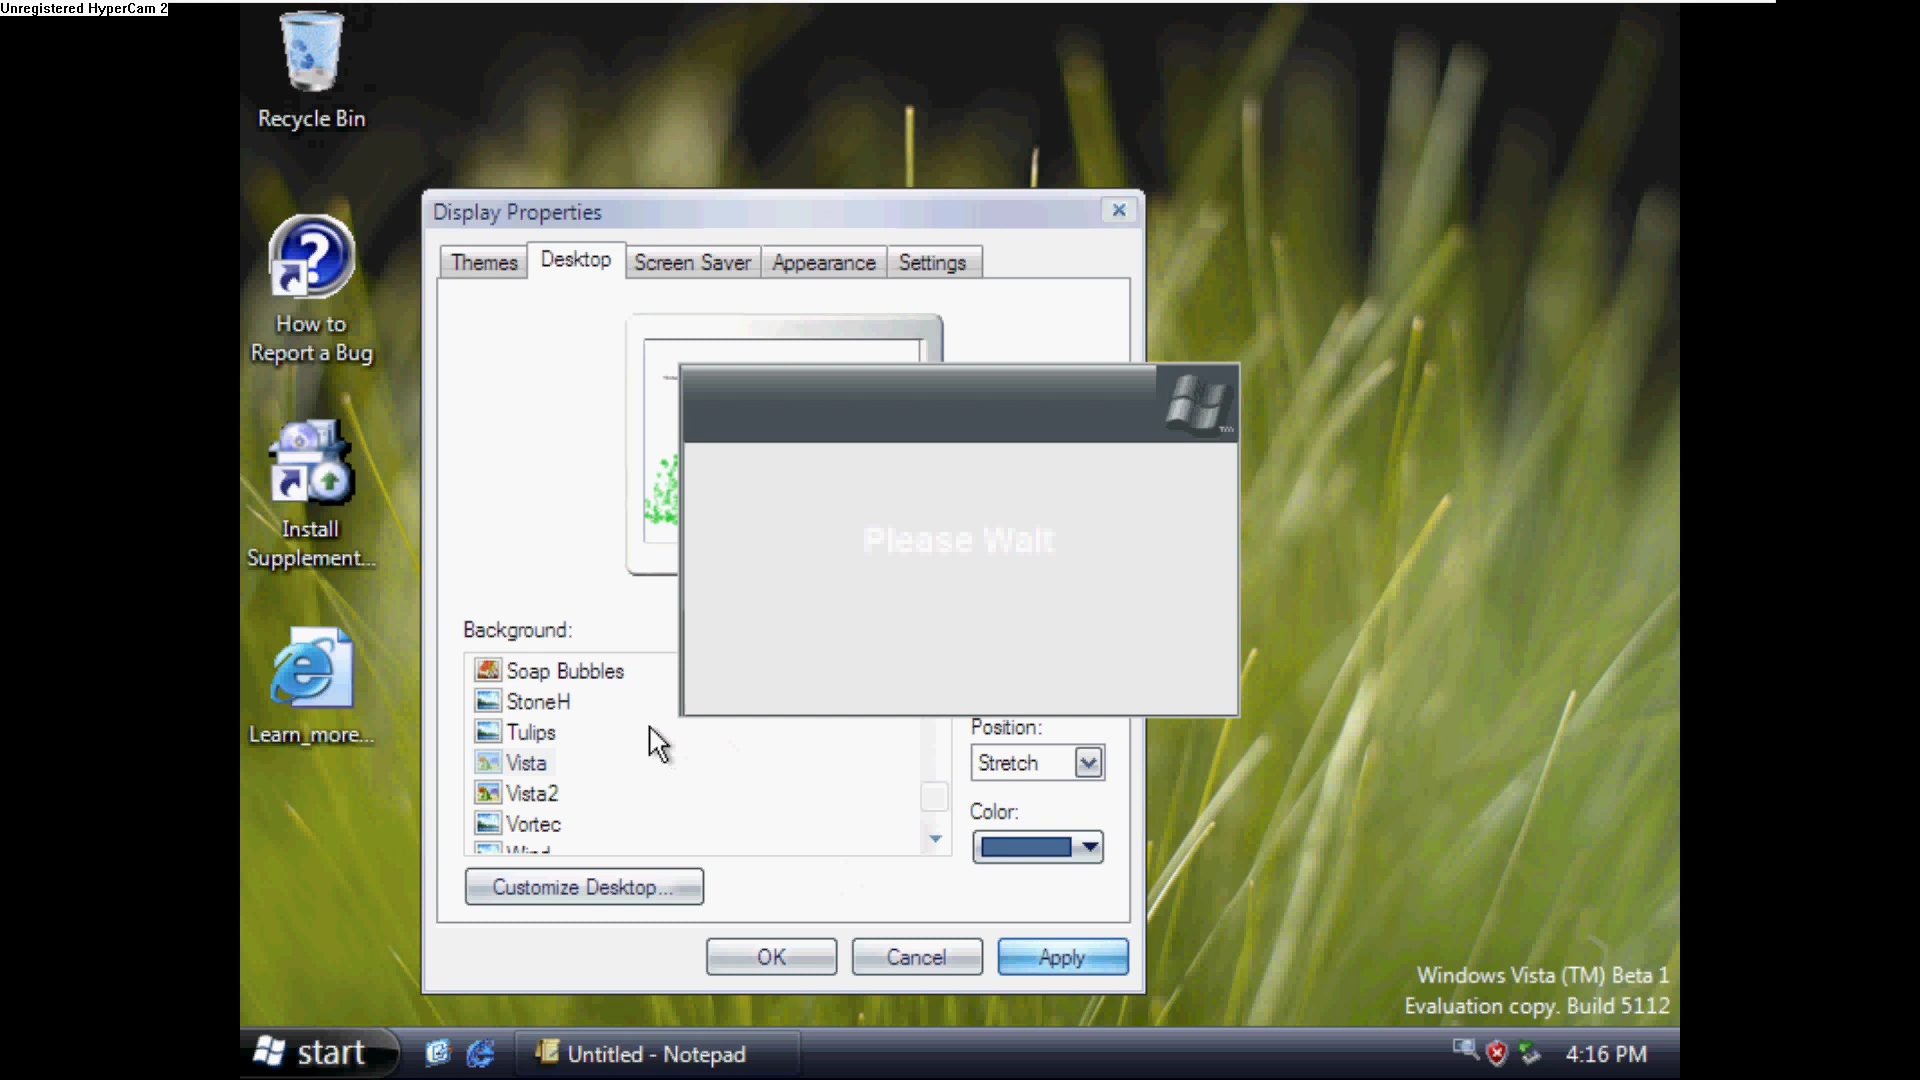 Unregistered HyperCam 2
Recycle Bin
How to
Report a Bug
Install
Supplement...
Learn_more...
Display Properties
Themes
Desktop
Screen Saver
Appearance
Settings
Please Wait
TM
Background:
Soap Bubbles
StoneH
Tulips
Vista
Vista2
Vortec
Wind
Position:
Stretch
Color:
Customize Desktop...
OK
Cancel
Apply
Windows Vista (TM) Beta 1
Evaluation copy. Build 5112
start
Untitled - Notepad
4:16 PM